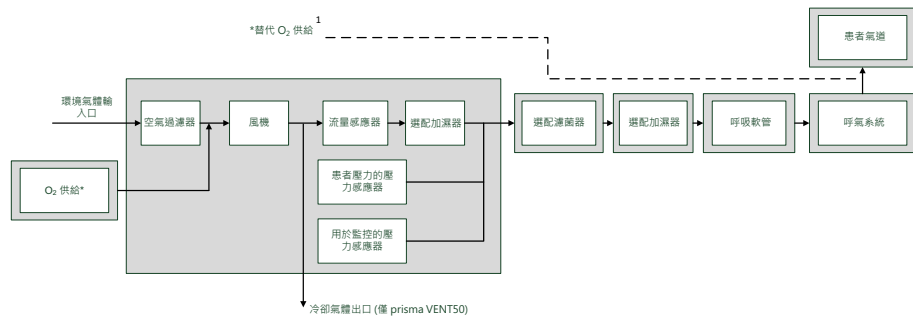 *替代 O₂ 供給 ¹
患者氣道
環境氣體輸
入口
空氣過濾器
風機
流量感應器
選配加濕器
選配濾菌器
選配加濕器
呼吸軟管
呼氣系統
O₂ 供給*
患者壓力的壓
力感應器
用於監控的壓
力感應器
冷卻氣體出口 (僅 prisma VENT50)